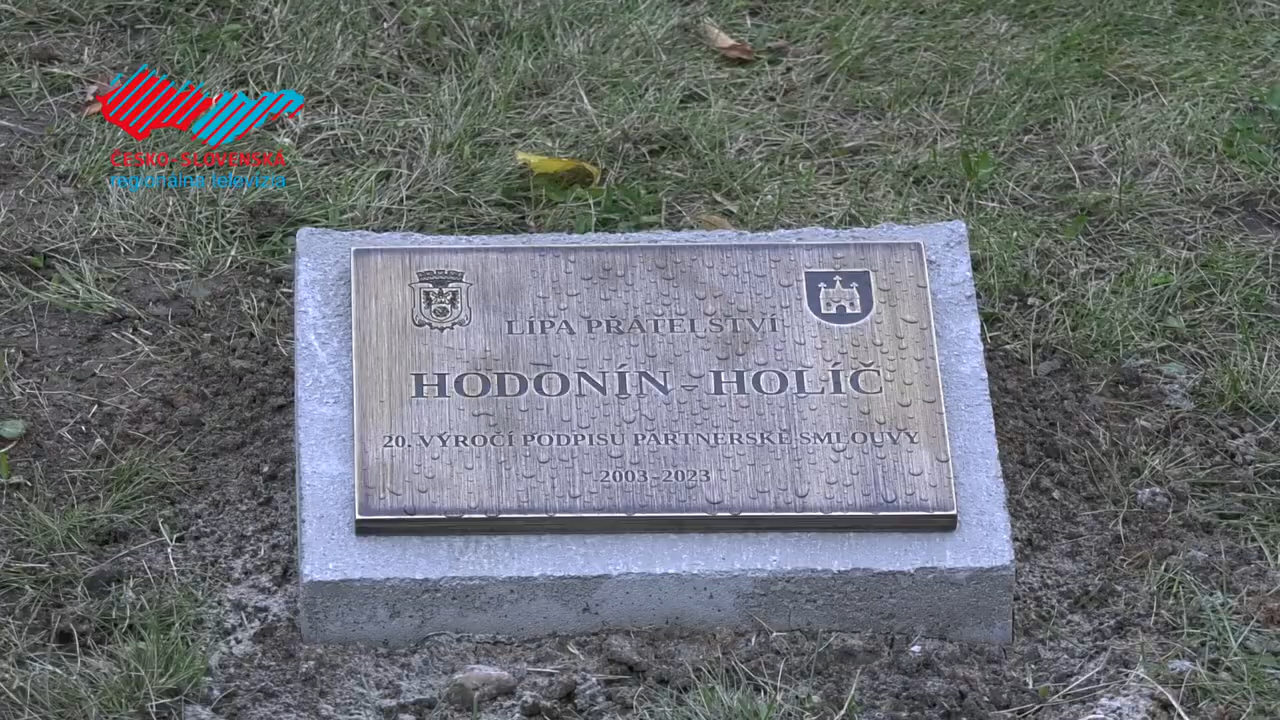 ČESKO-SLOVENSKÁ
regionálna televízia
LÍPA PŘÁTELSTVÍ
HODONÍN - HOLÍČ
20. VÝROČÍ PODPISU PARTNERSKÉ SMLOUVY
2003-2023